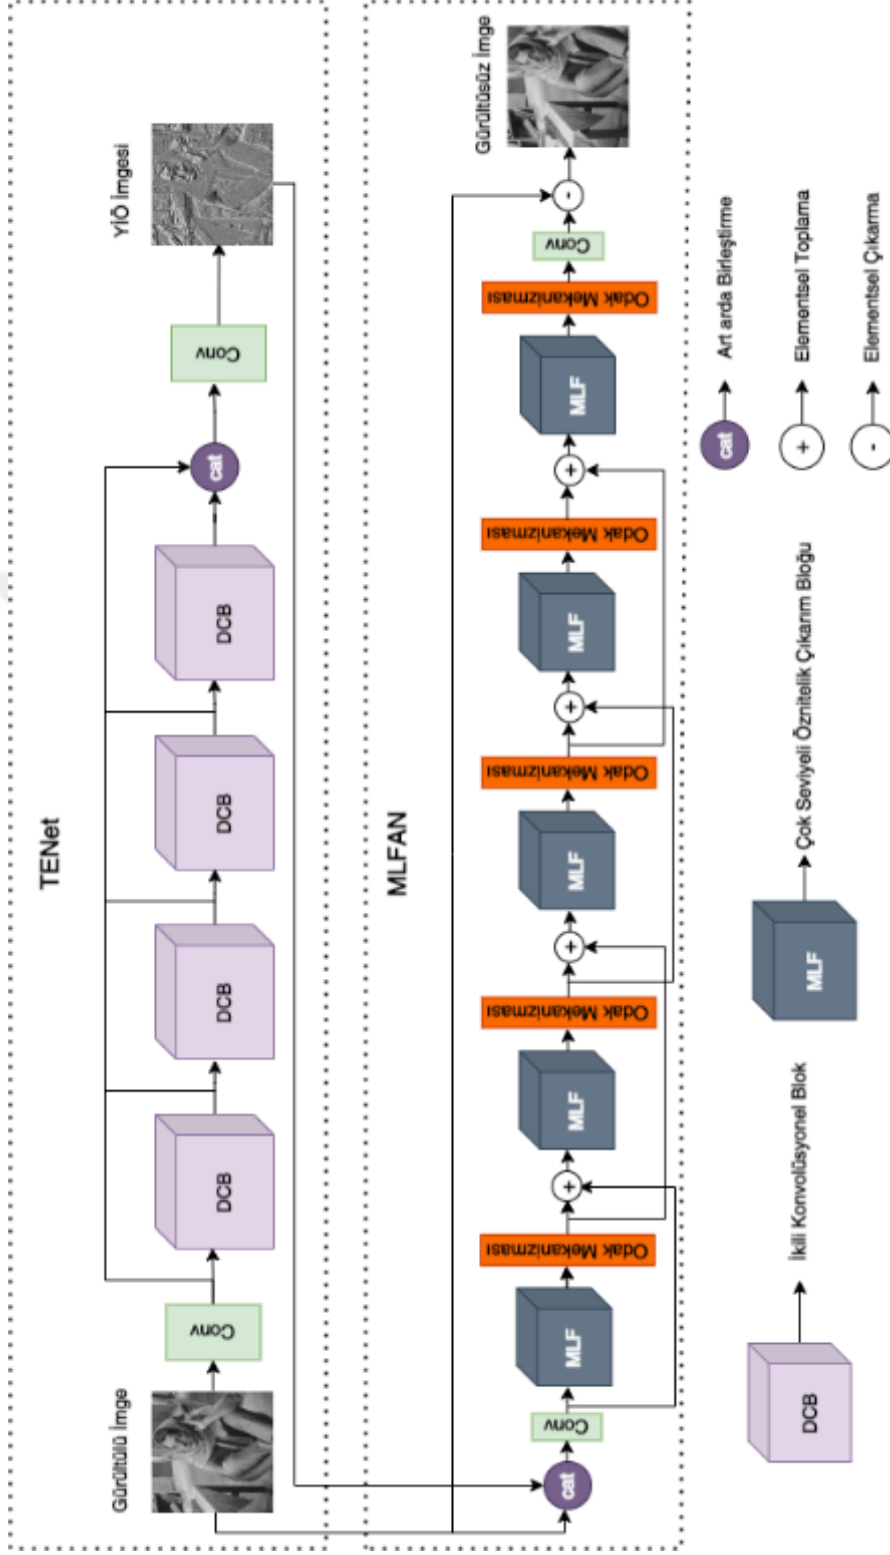 TENet
Gürültülü İmge
Conv
DCB
DCB
DCB
DCB
cat
Conv
YİÖ İmgesi
MLFAN
cat
Conv
MLF
Odak Mekanizması
+
MLF
Odak Mekanizması
+
MLF
Odak Mekanizması
+
MLF
Odak Mekanizması
+
MLF
Odak Mekanizması
Conv
-
Gürültüsüz İmge
DCB
İkili Konvolüsyonel Blok
MLF
Çok Seviyeli Öznitelik Çıkarım Bloğu
cat
Art arda Birleştirme
+
Elementsel Toplama
-
Elementsel Çıkarma